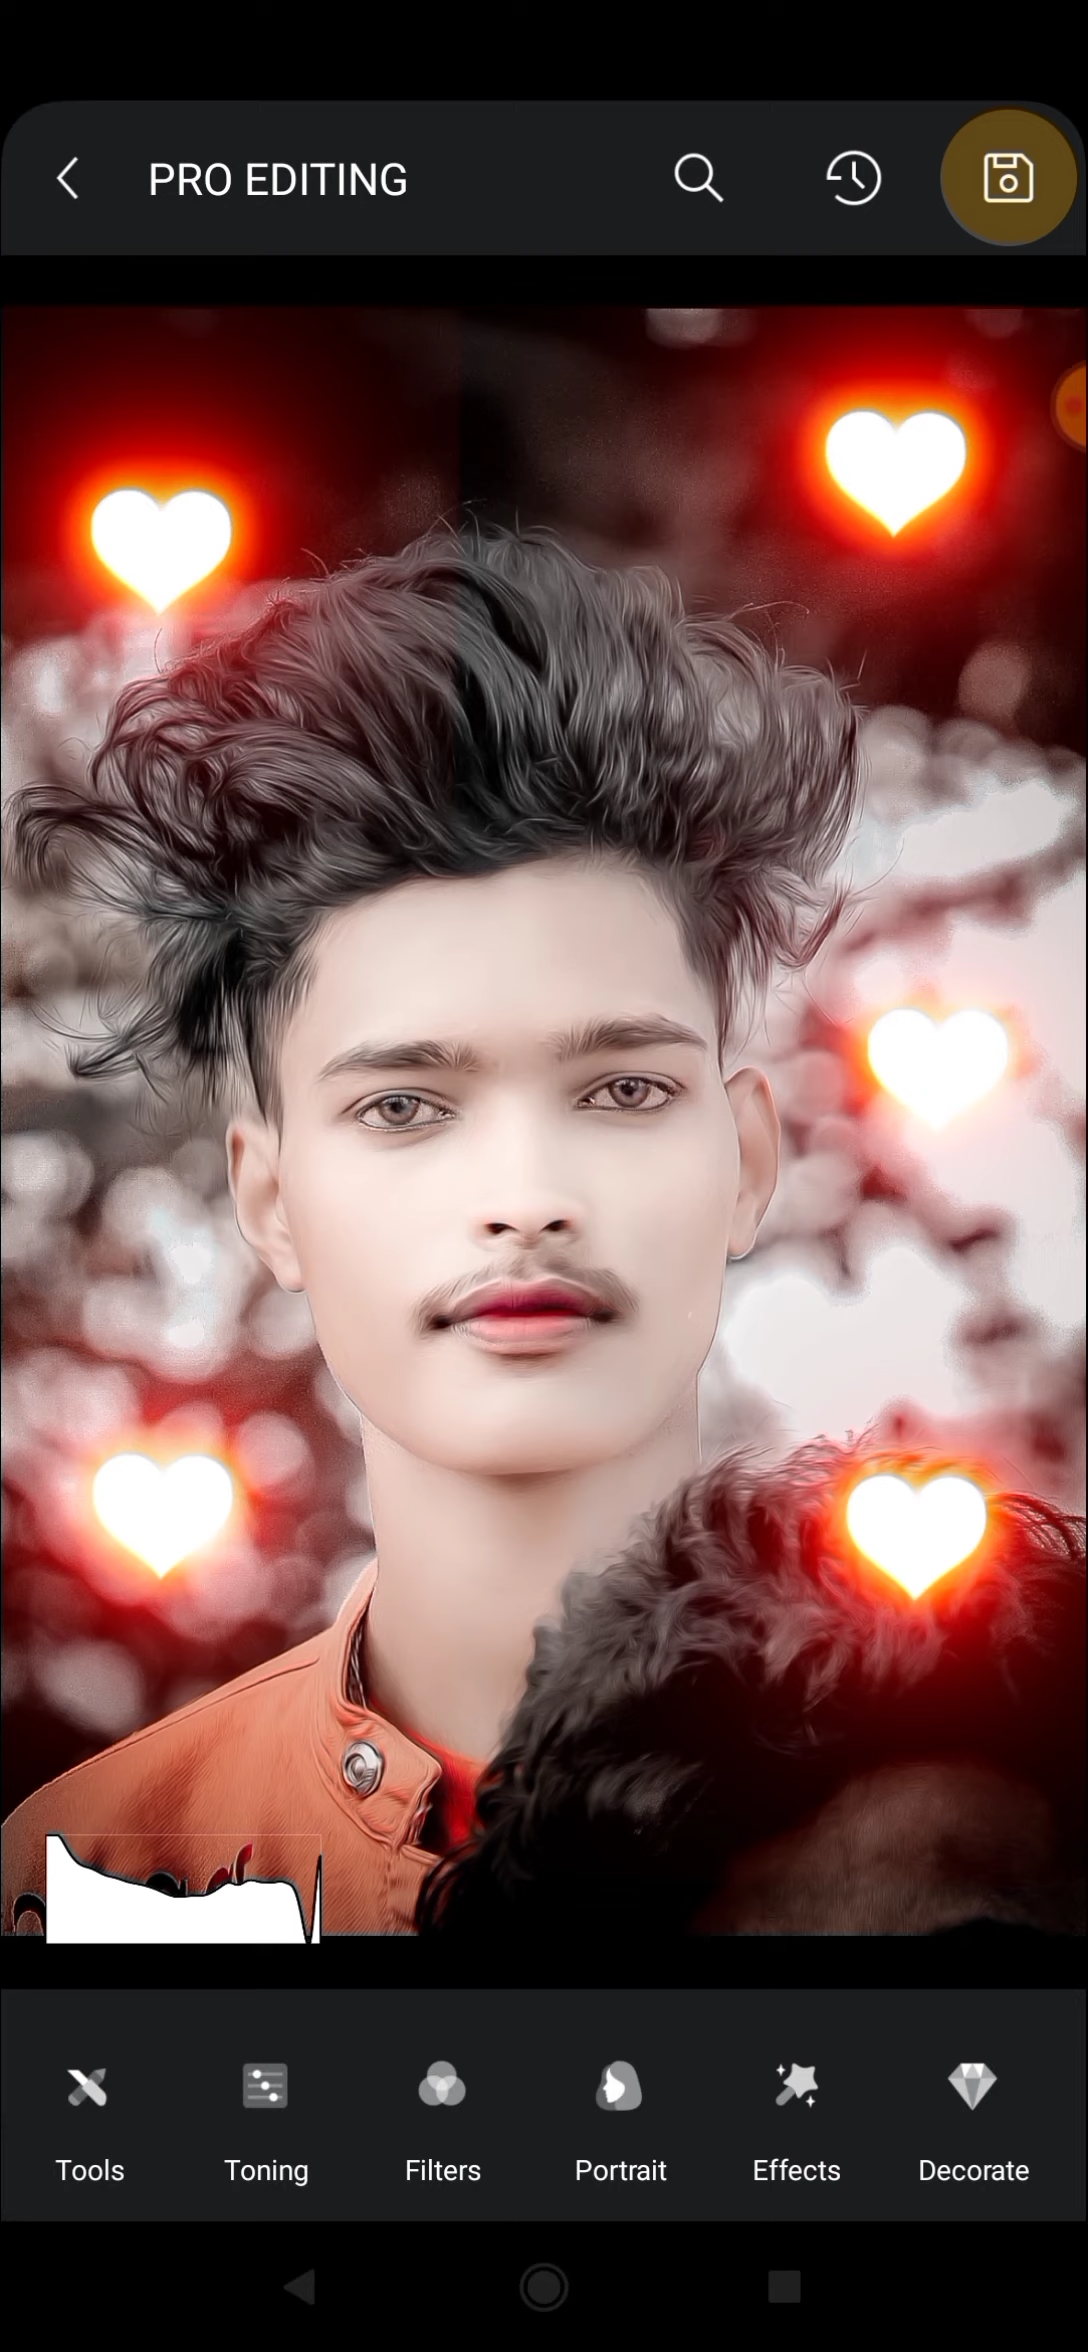 PRO EDITING
Tools
Toning
Filters
Portrait
Effects
Decorate